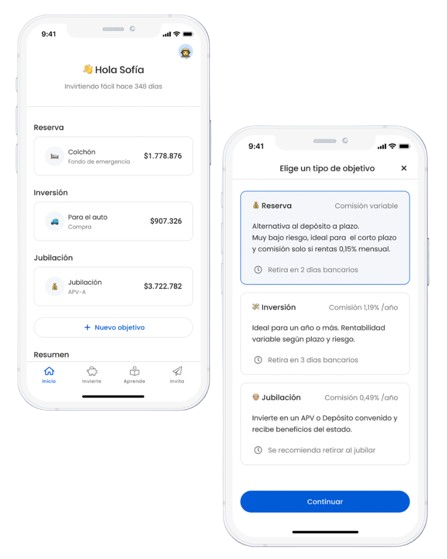 9:41
👋 Hola Sofía
Invirtiendo fácil hace 348 días
Reserva
Colchón
Fondo de emergencia
$1.778.876
Inversión
Para el auto
Compra
$907.326
Jubilación
Jubilación
APV-A
$3.722.782
+ Nuevo objetivo
Resumen
Inicio
Invierte
Aprende
Invita
9:41
Elige un tipo de objetivo
Reserva
Comisión variable
Alternativa al depósito a plazo.
Muy bajo riesgo, ideal para el corto plazo
y comisión solo si rentas 0,15% mensual.
Retira en 2 días bancarios
Inversión
Comisión 1,19% /año
Ideal para un año o más. Rentabilidad
variable según plazo y riesgo.
Retira en 3 días bancarios
Jubilación
Comisión 0,49% /año
Invierte en un APV o Depósito convenido y
recibe beneficios del estado.
Se recomienda retirar al jubilar
Continuar